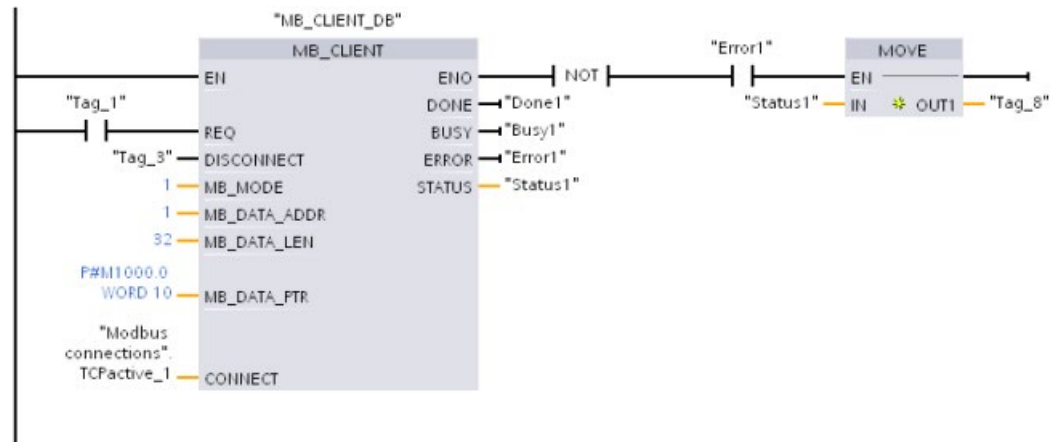 "MB_CLIENT_DB"
MB_CLIENT
EN
ENO
NOT
"Error1"
MOVE
EN
"Status1"
IN
OUT1
"Tag_8"
"Tag_1"
REQ
DONE
"Done1"
BUSY
"Busy1"
"Tag_3"
DISCONNECT
ERROR
"Error1"
1
MB_MODE
STATUS
"Status1"
1
MB_DATA_ADDR
32
MB_DATA_LEN
P#M1000.0
WORD 10
MB_DATA_PTR
"Modbus
connections".
TCPactive_1
CONNECT